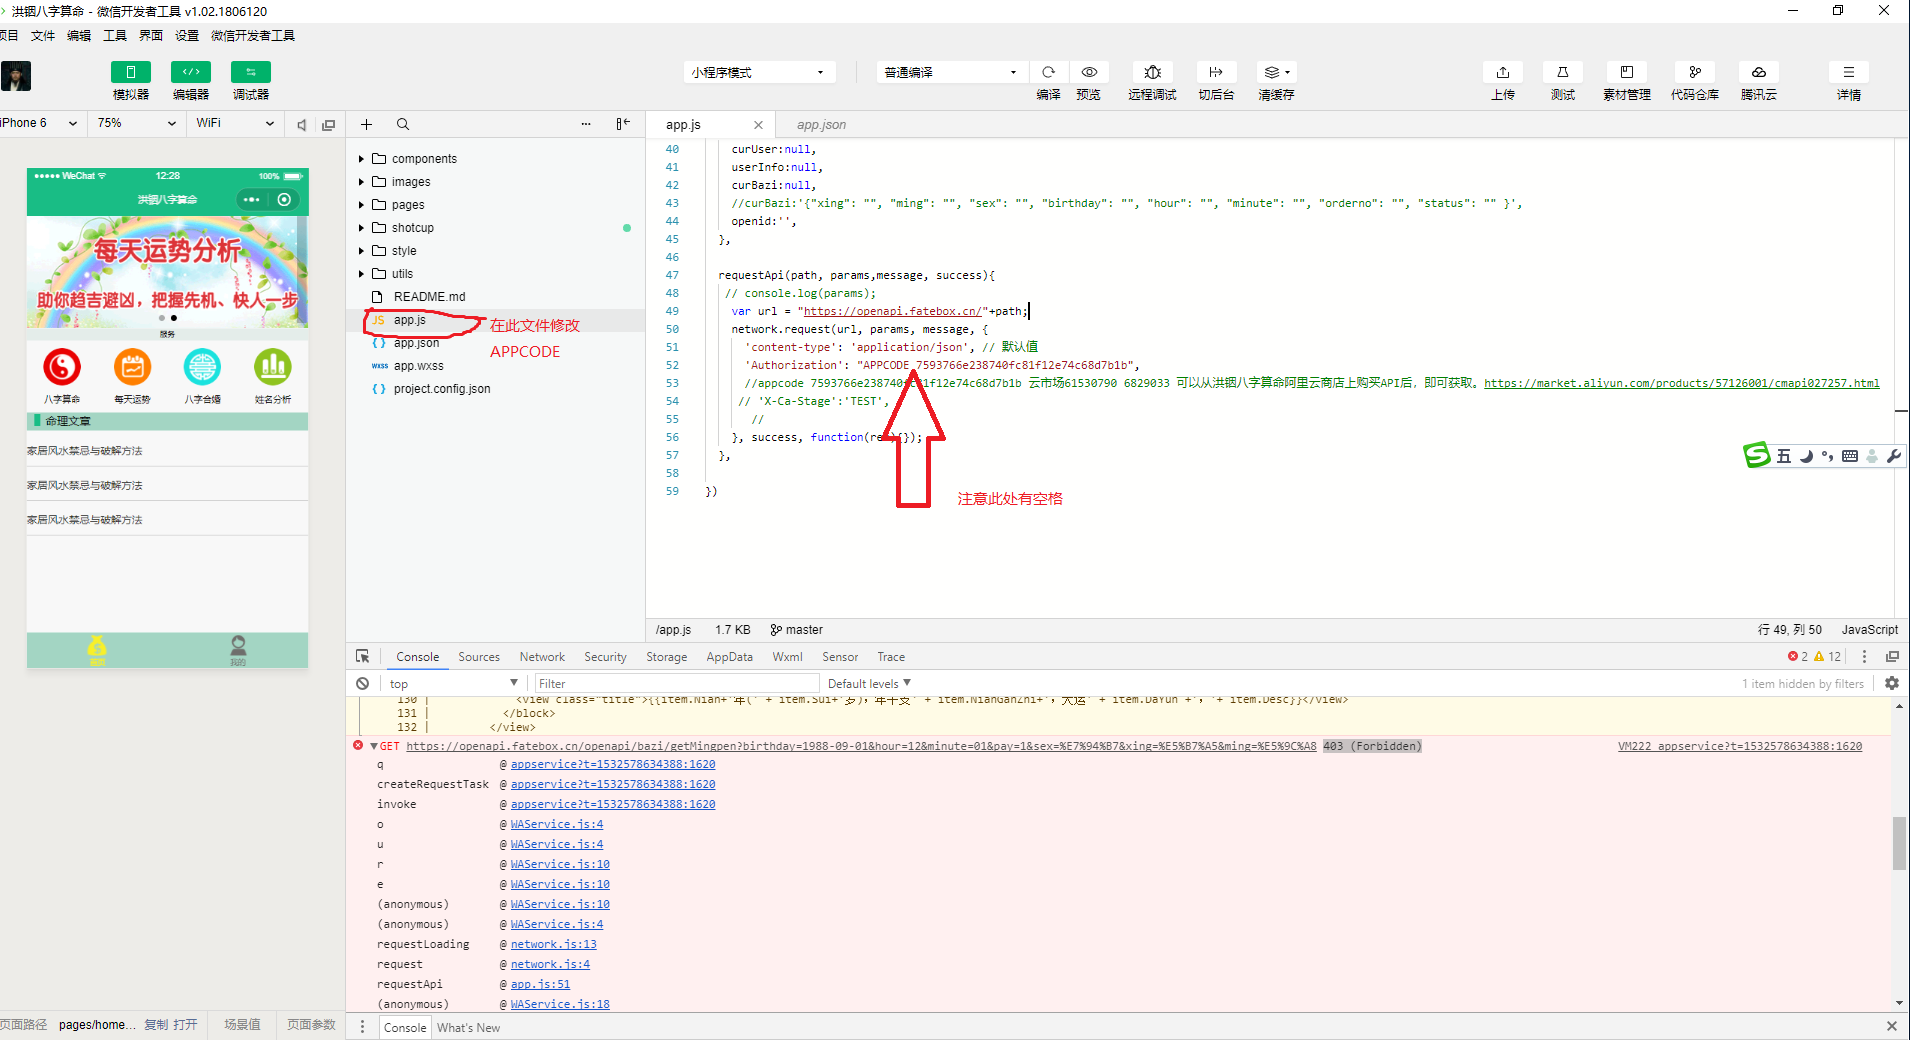 洪铟八字算命 - 微信开发者工具 v1.02.1806120
项目 文件 编辑 工具 界面 设置 微信开发者工具
模拟器 编辑器 调试器
小程序模式 普通编译
编译 预览 远程调试 切后台 清缓存
上传 测试 素材管理 代码仓库 腾讯云 详情
iPhone 6 75% WiFi
WeChat 12:28 100%
洪铟八字算命
每天运势分析
助你趋吉避凶，把握先机、快人一步
服务
八字算命 每天运势 八字合婚 姓名分析
命理文章
家居风水禁忌与破解方法
家居风水禁忌与破解方法
家居风水禁忌与破解方法
我的
页面路径 pages/home... 复制 打开 场景值 页面参数
components
images
pages
shotcup
style
utils
README.md
JS app.js
{ } app.json
wxss app.wxss
{ } project.config.json
在此文件修改
APPCODE
app.js app.json
40 curUser:null,
41 userInfo:null,
42 curBazi:null,
43 //curBazi:'{"xing": "", "ming": "", "sex": "", "birthday": "", "hour": "", "minute": "", "orderno": "", "status": "" }',
44 openid:'',
45 },
46
47 requestApi(path, params,message, success){
48 // console.log(params);
49 var url = "https://openapi.fatebox.cn/"+path;
50 network.request(url, params, message, {
51 'content-type': 'application/json', // 默认值
52 'Authorization': "APPCODE 7593766e238740fc81f12e74c68d7b1b",
53 //appcode 7593766e238740fc81f12e74c68d7b1b 云市场61530790 6829033 可以从洪铟八字算命阿里云商店上购买API后，即可获取。https://market.aliyun.com/products/57126001/cmapi027257.html
54 // 'X-Ca-Stage':'TEST',
55 //
56 }, success, function(res){});
57 },
58
59 })
注意此处有空格
五
/app.js 1.7 KB master 行 49, 列 50 JavaScript
Console Sources Network Security Storage AppData Wxml Sensor Trace 2 12
top Filter Default levels 1 item hidden by filters
130 | <view class="title">{{item.Nian+'年(' + item.Sui+'岁)，年干支' + item.NianGanZhi+'，大运' + item.DaYun +'，'+ item.Desc}}</view>
131 | </block>
132 | </view>
GET https://openapi.fatebox.cn/openapi/bazi/getMingpen?birthday=1988-09-01&hour=12&minute=01&pay=1&sex=%E7%94%B7&xing=%E5%B7%A5&ming=%E5%9C%A8 403 (Forbidden) VM222 appservice?t=1532578634388:1620
q @ appservice?t=1532578634388:1620
createRequestTask @ appservice?t=1532578634388:1620
invoke @ appservice?t=1532578634388:1620
o @ WAService.js:4
u @ WAService.js:4
r @ WAService.js:10
e @ WAService.js:10
(anonymous) @ WAService.js:10
(anonymous) @ WAService.js:4
requestLoading @ network.js:13
request @ network.js:4
requestApi @ app.js:51
(anonymous) @ WAService.js:18
Console What's New